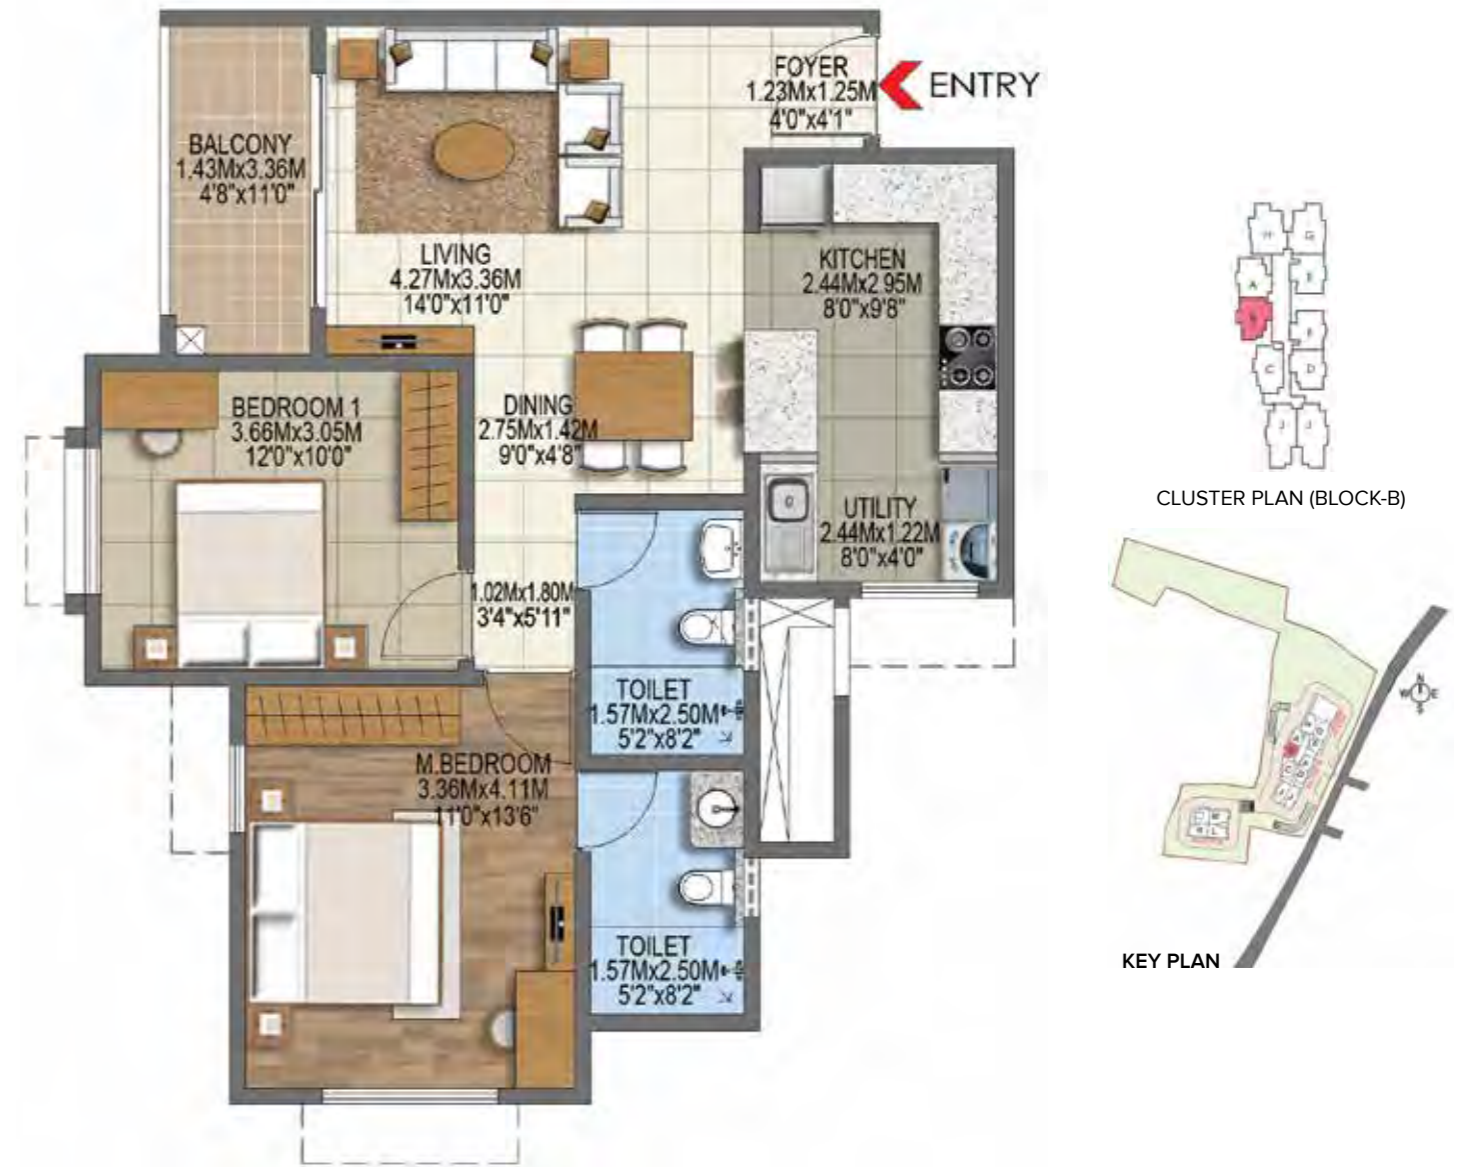 FOYER
1.23Mx1.25M
4'0"x4'1"
ENTRY
BALCONY
1.43Mx3.36M
4'8"x11'0"
LIVING
4.27Mx3.36M
14'0"x11'0"
KITCHEN
2.44Mx2.95M
8'0"x9'8"
BEDROOM 1
3.66Mx3.05M
12'0"x10'0"
DINING
2.75Mx1.42M
9'0"x4'8"
UTILITY
2.44Mx1.22M
8'0"x4'0"
1.02Mx1.80M
3'4"x5'11"
TOILET
1.57Mx2.50M
5'2"x8'2"
M.BEDROOM
3.36Mx4.11M
11'0"x13'6"
TOILET
1.57Mx2.50M
5'2"x8'2"
H G
A
C D
J J
CLUSTER PLAN (BLOCK-B)
N
W E
S
KEY PLAN